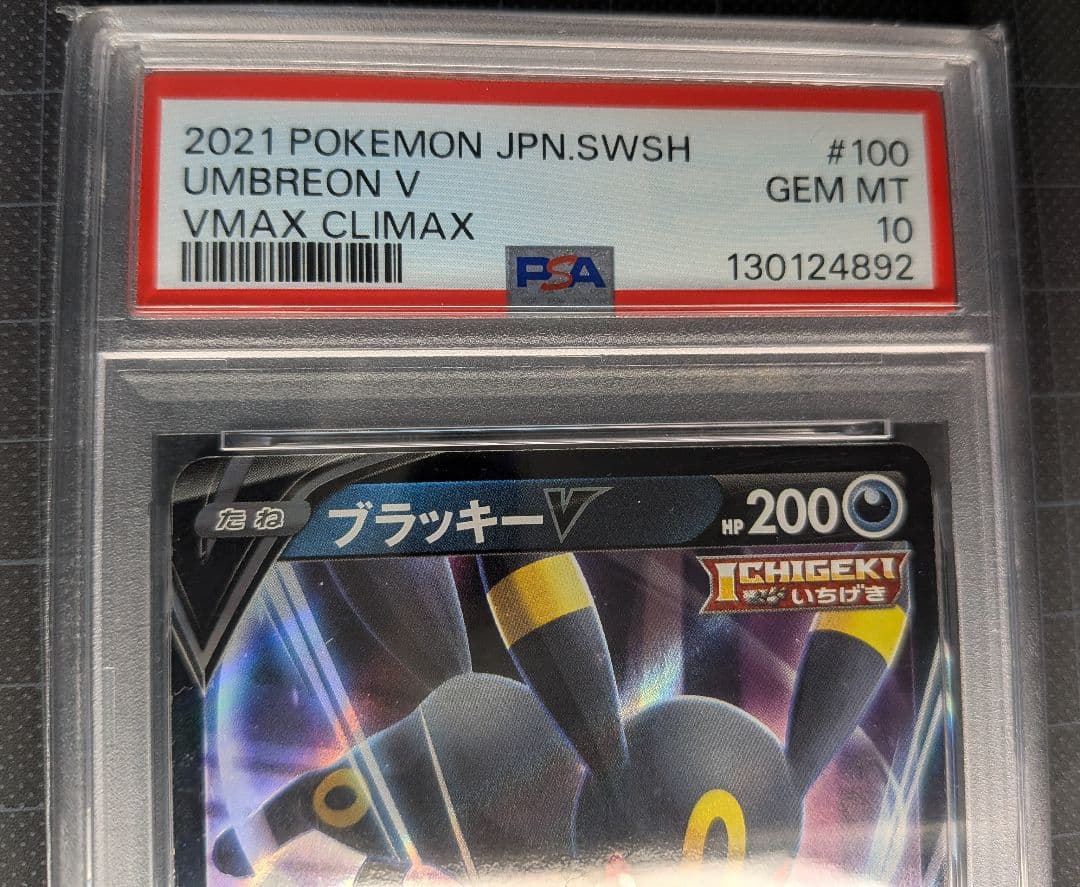 2021 POKEMON JPN.SWSH #100
UMBREON V GEM MT
VMAX CLIMAX 10
PSA 130124892
たね ブラッキーV HP200
ICHIGEKI
いちげき